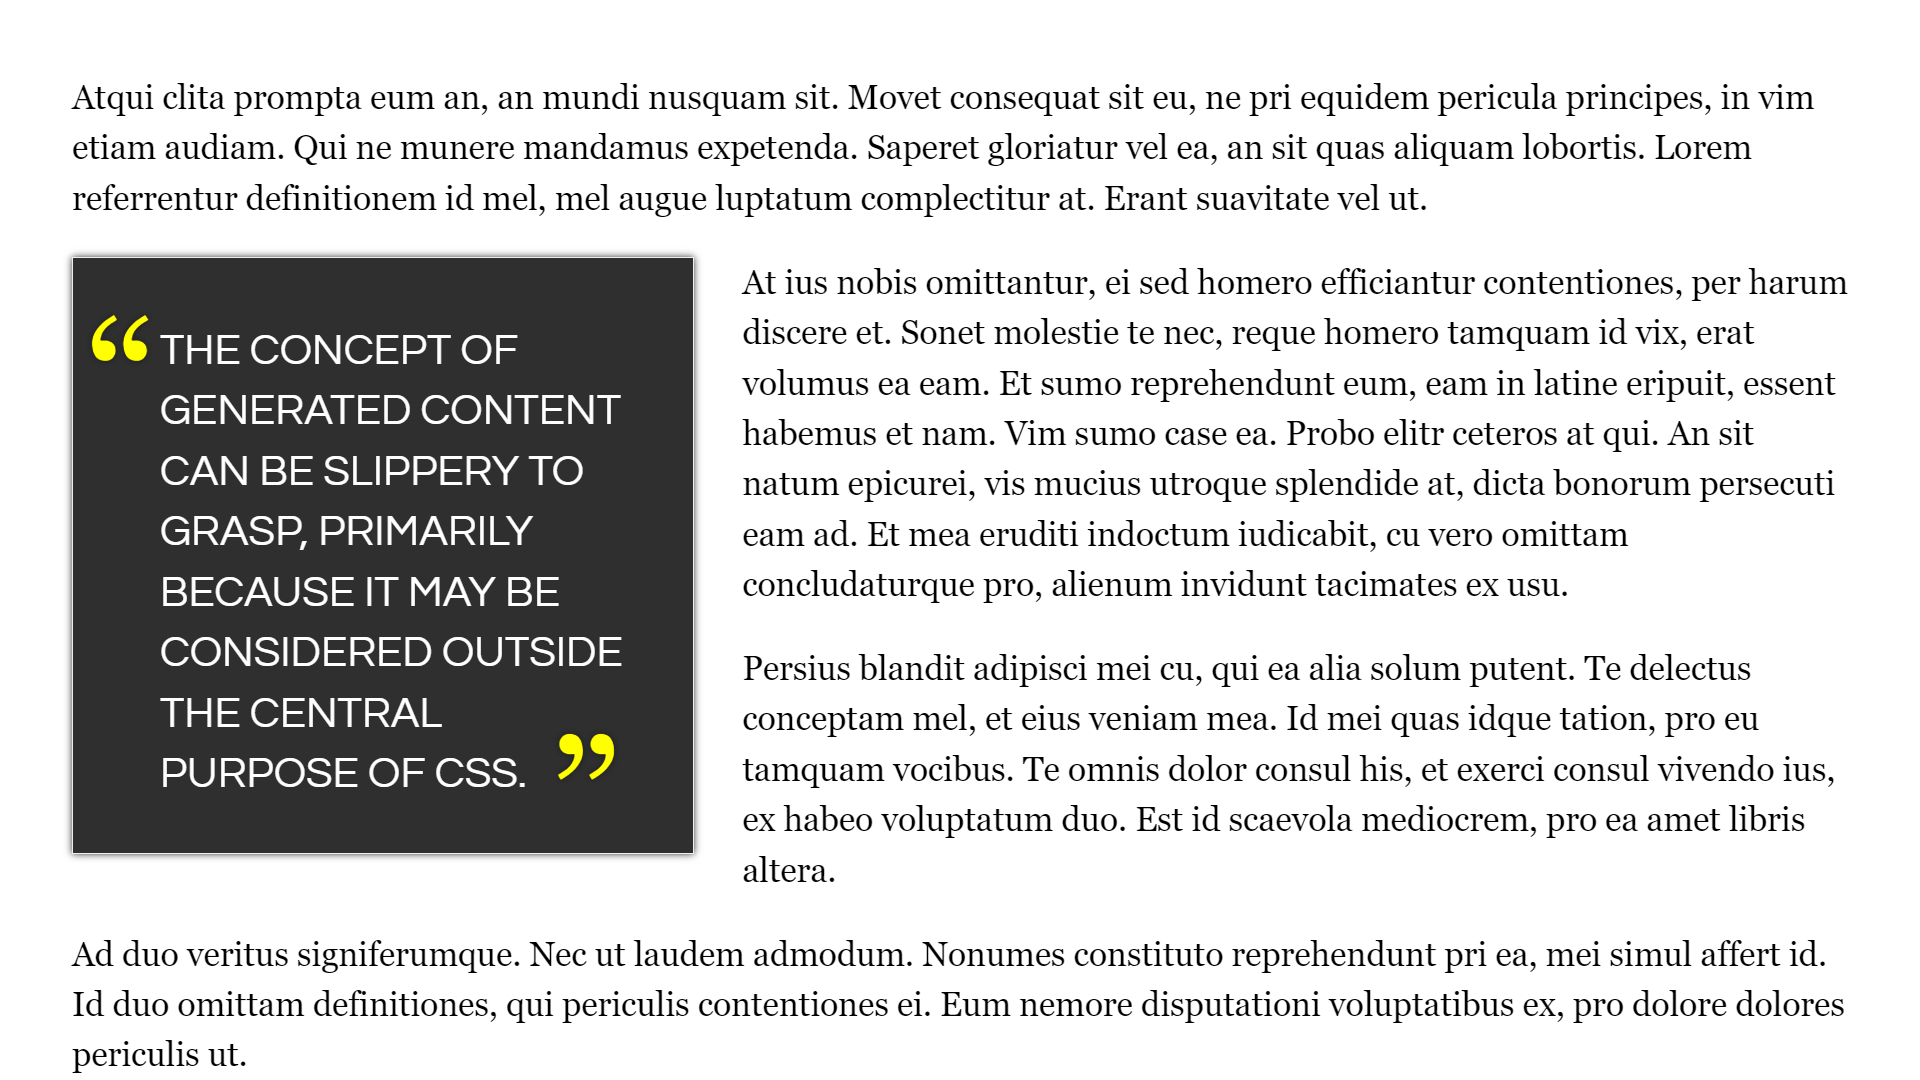 Atqui clita prompta eum an, an mundi nusquam sit. Movet consequat sit eu, ne pri equidem pericula principes, in vim
etiam audiam. Qui ne munere mandamus expetenda. Saperet gloriatur vel ea, an sit quas aliquam lobortis. Lorem
referrentur definitionem id mel, mel augue luptatum complectitur at. Erant suavitate vel ut.
“THE CONCEPT OF
GENERATED CONTENT
CAN BE SLIPPERY TO
GRASP, PRIMARILY
BECAUSE IT MAY BE
CONSIDERED OUTSIDE
THE CENTRAL
PURPOSE OF CSS. ”
At ius nobis omittantur, ei sed homero efficiantur contentiones, per harum
discere et. Sonet molestie te nec, reque homero tamquam id vix, erat
volumus ea eam. Et sumo reprehendunt eum, eam in latine eripuit, essent
habemus et nam. Vim sumo case ea. Probo elitr ceteros at qui. An sit
natum epicurei, vis mucius utroque splendide at, dicta bonorum persecuti
eam ad. Et mea eruditi indoctum iudicabit, cu vero omittam
concludaturque pro, alienum invidunt tacimates ex usu.
Persius blandit adipisci mei cu, qui ea alia solum putent. Te delectus
conceptam mel, et eius veniam mea. Id mei quas idque tation, pro eu
tamquam vocibus. Te omnis dolor consul his, et exerci consul vivendo ius,
ex habeo voluptatum duo. Est id scaevola mediocrem, pro ea amet libris
altera.
Ad duo veritus signiferumque. Nec ut laudem admodum. Nonumes constituto reprehendunt pri ea, mei simul affert id.
Id duo omittam definitiones, qui periculis contentiones ei. Eum nemore disputationi voluptatibus ex, pro dolore dolores
periculis ut.